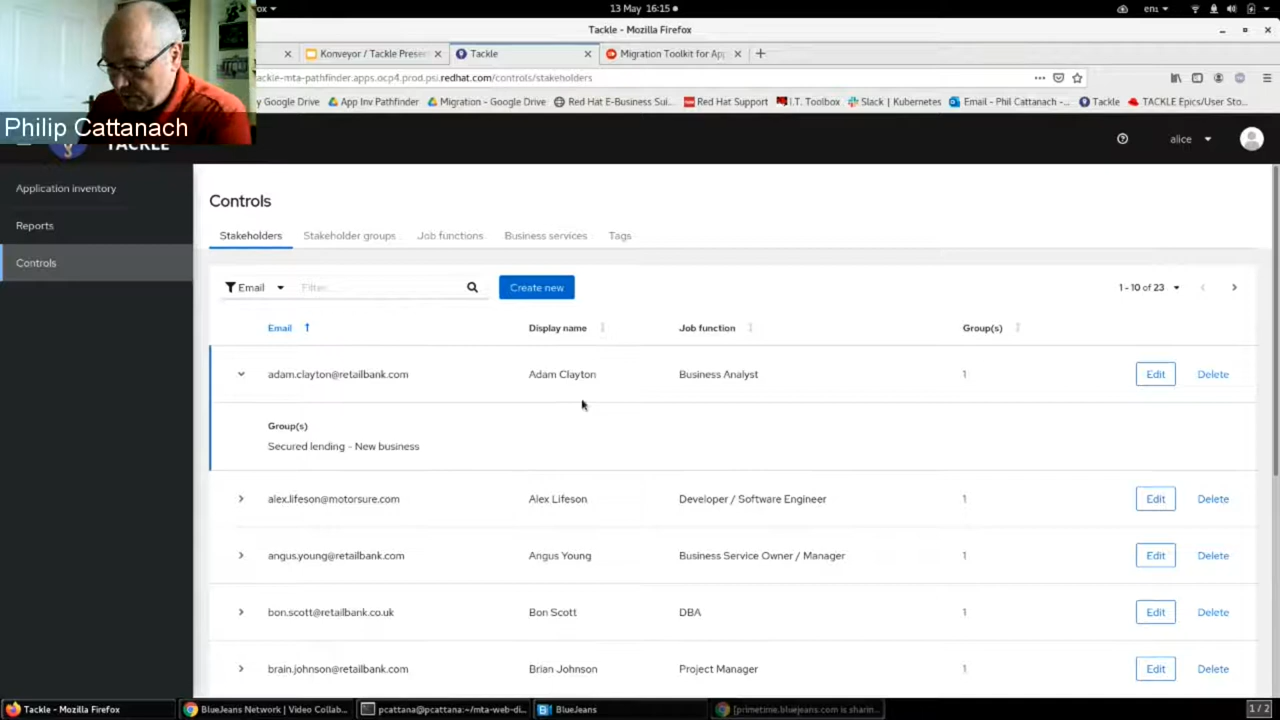 ox ▾
13 May 16:15
en₁
Tackle - Mozilla Firefox
Konveyor / Tackle Prese
Tackle
Migration Toolkit for Ap
ackle-mta-pathfinder.apps.ocp4.prod.psi.redhat.com/controls/stakeholders
y Google Drive
App Inv Pathfinder
Migration - Google Drive
Red Hat E-Business Sui...
Red Hat Support
I.T. Toolbox
Slack | Kubernetes
Email - Phil Cattanach -...
Tackle
TACKLE Epics/User Sto...
Philip Cattanach
TACKLE
alice
Application inventory
Reports
Controls
Controls
Stakeholders
Stakeholder groups
Job functions
Business services
Tags
Email
Filter...
Create new
1 - 10 of 23
Email
Display name
Job function
Group(s)
adam.clayton@retailbank.com
Adam Clayton
Business Analyst
1
Edit
Delete
Group(s)
Secured lending - New business
alex.lifeson@motorsure.com
Alex Lifeson
Developer / Software Engineer
1
Edit
Delete
angus.young@retailbank.com
Angus Young
Business Service Owner / Manager
1
Edit
Delete
bon.scott@retailbank.co.uk
Bon Scott
DBA
1
Edit
Delete
brain.johnson@retailbank.com
Brian Johnson
Project Manager
1
Edit
Delete
Tackle - Mozilla Firefox
BlueJeans Network | Video Collab...
pcattana@pcattana:~/mta-web-di...
BlueJeans
[primetime.bluejeans.com is sharin...
1 / 2